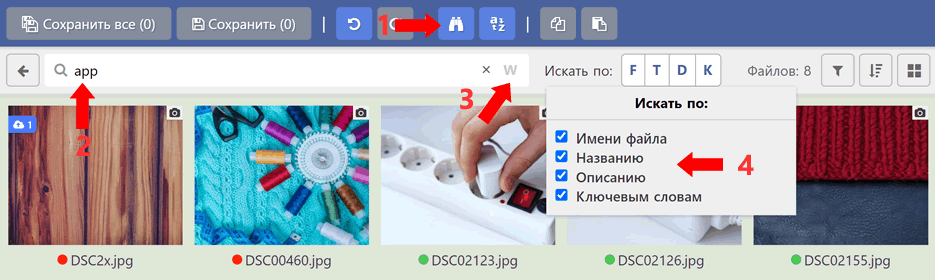 Сохранить все (0) Сохранить (0) | 1 a z | 
app × W Искать по: F T D K Файлов: 8
2 3
Искать по:
1
Имени файла
Названию
4
Описанию
Ключевым словам
DSC2x.jpg DSC00460.jpg DSC02123.jpg DSC02126.jpg DSC02155.jpg